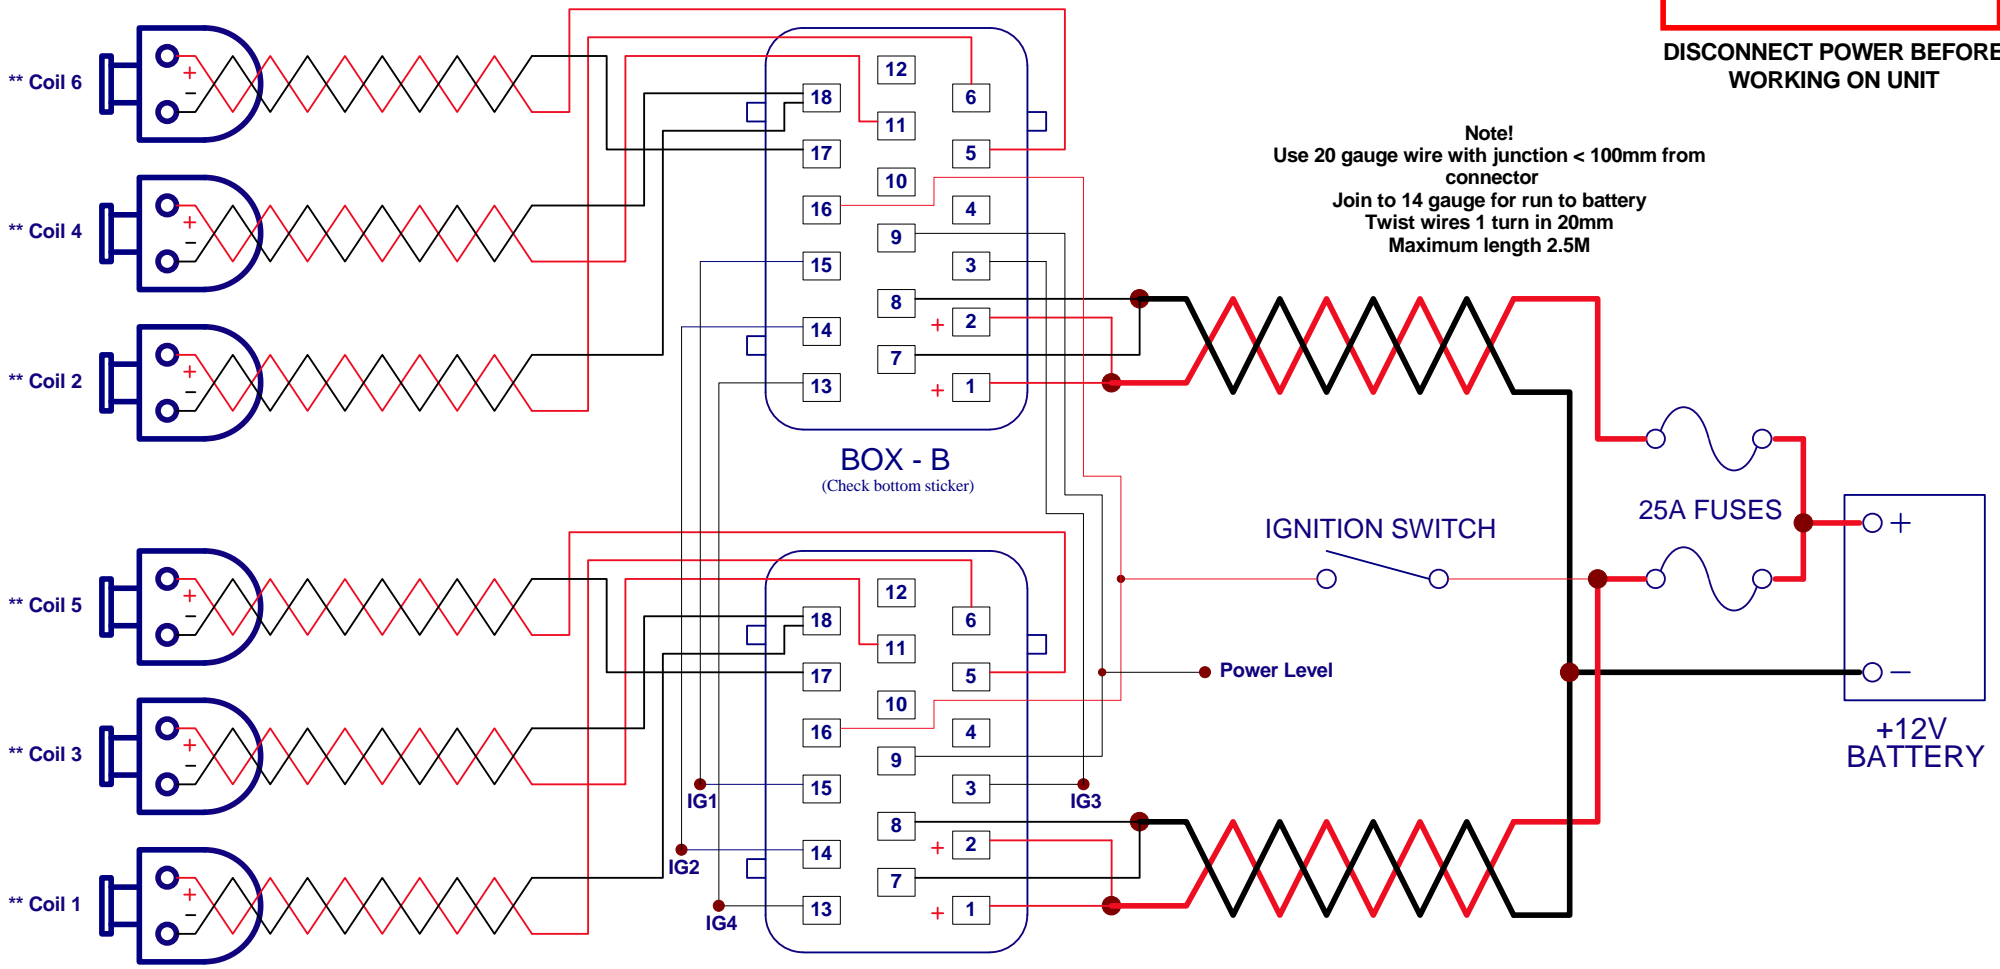 DISCONNECT POWER BEFORE
WORKING ON UNIT
Note!
Use 20 gauge wire with junction < 100mm from
connector
Join to 14 gauge for run to battery
Twist wires 1 turn in 20mm
Maximum length 2.5M
** Coil 6
+
−
** Coil 4
+
−
** Coil 2
+
−
12
18
6
11
17
5
10
16
4
9
15
3
8
14
+ 2
7
13
+ 1
BOX - B
(Check bottom sticker)
IGNITION SWITCH
25A FUSES
+
−
+12V
BATTERY
Power Level
** Coil 5
+
−
** Coil 3
+
−
** Coil 1
+
−
12
18
6
11
17
5
10
16
4
9
15
3
8
14
+ 2
7
13
+ 1
IG1
IG3
IG2
IG4